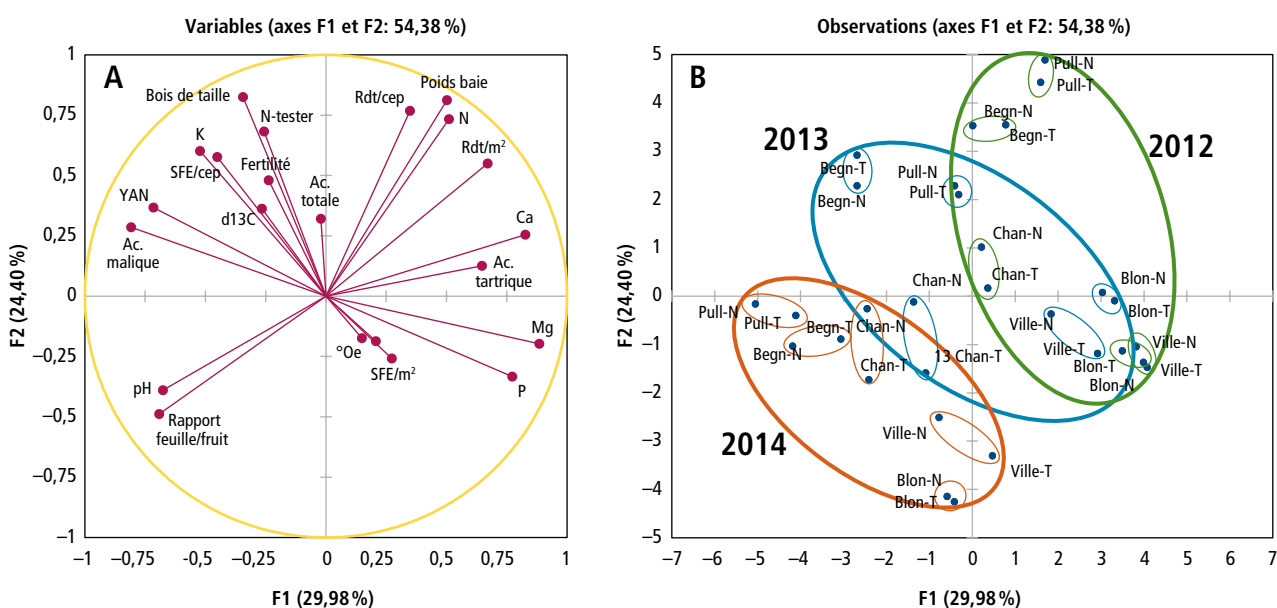 Variables (axes F1 et F2: 54,38 %)
A
F2 (24,40 %)
1
0,75
0,5
0,25
0
–0,25
–0,5
–0,75
–1
Bois de taille
N-tester
K
SFE/cep
Fertilité
YAN
d13C
Ac.
malique
Ac.
totale
Rdt/cep
Poids baie
N
Rdt/m²
Ca
Ac.
tartrique
Mg
°Oe
SFE/m²
P
pH
Rapport
feuille/fruit
–1
–0,75
-0,5
–0,25
0
0,25
0,5
0,75
1
F1 (29,98 %)
Observations (axes F1 et F2: 54,38 %)
B
F2 (24,40 %)
5
4
3
2
1
0
–1
–2
–3
–4
–5
Pull-N
Pull-T
Begn-N
Begn-T
2013
2012
Begn-T
Begn-N
Pull-N
Pull-T
Chan-N
Chan-T
Chan-N
Blon-N
Blon-T
Ville-N
Ville-T
Ville-N
Blon-T
Blon-N
Ville-T
Pull-N
Pull-T
Begn-T
Chan-N
Begn-N
Chan-T
13 Chan-T
2014
Ville-N
Ville-T
Blon-N
Blon-T
–7
–6
–5
–4
–3
–2
–1
0
1
2
3
4
5
6
7
F1 (29,98 %)